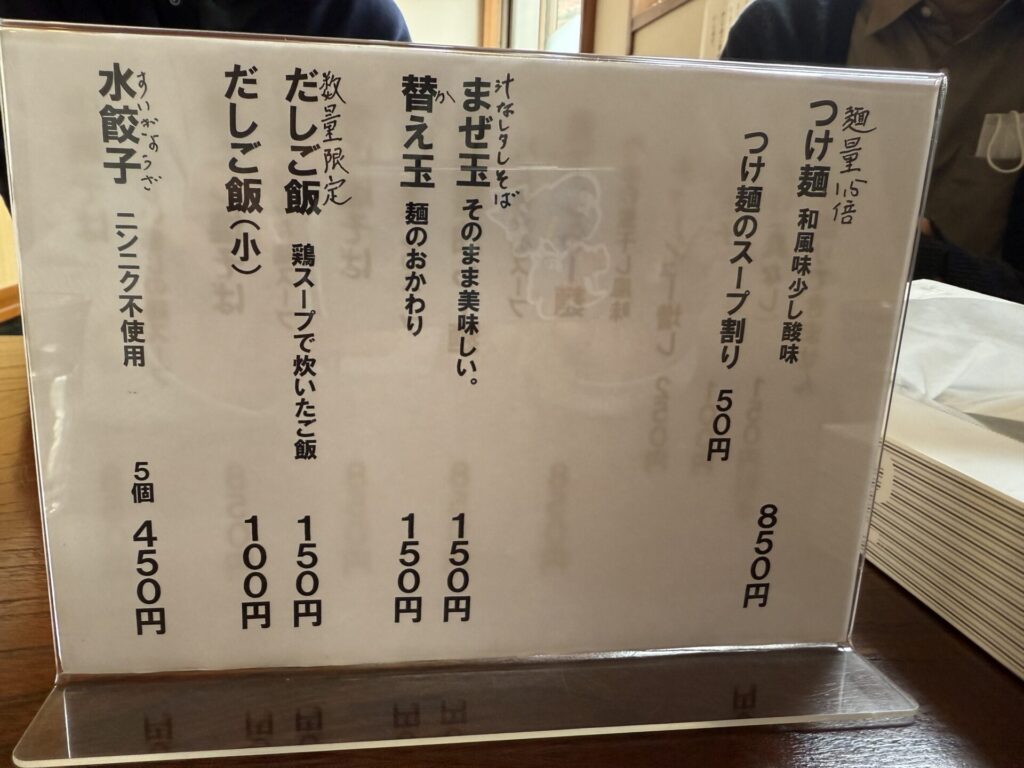 麺量1.5倍
つけ麺 和風味少し酸味 850円
つけ麺のスープ割り 50円
汁なし少しそば
まぜ玉 そのまま美味しい。 150円
替え玉 麺のおかわり 150円
か
数量限定
だしご飯 鶏スープで炊いたご飯 150円
だしご飯(小) 100円
すいぎょうざ
水餃子 ニンニク不使用 5個 450円